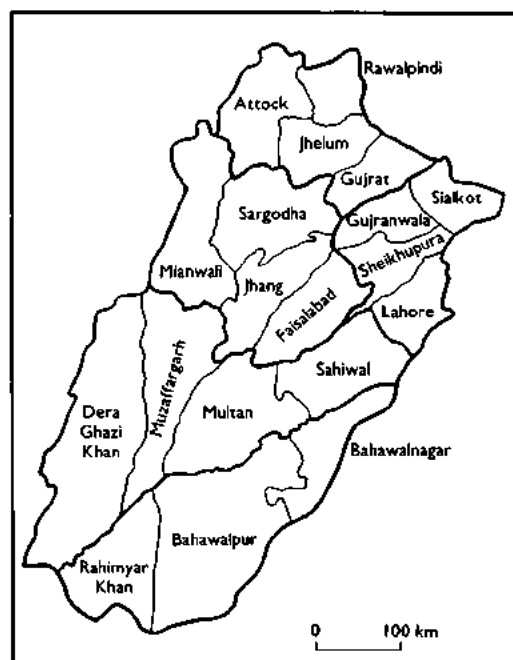 Rawalpindi
Attock
Jhelum
Gujrat
Sialkot
Sargodha
Gujranwala
Sheikhupura
Mianwali
Jhang
Faisalabad
Lahore
Sahiwal
Muzaffargarh
Dera
Ghazi
Khan
Multan
Bahawalnagar
Bahawalpur
Rahimyar
Khan
0 100 km